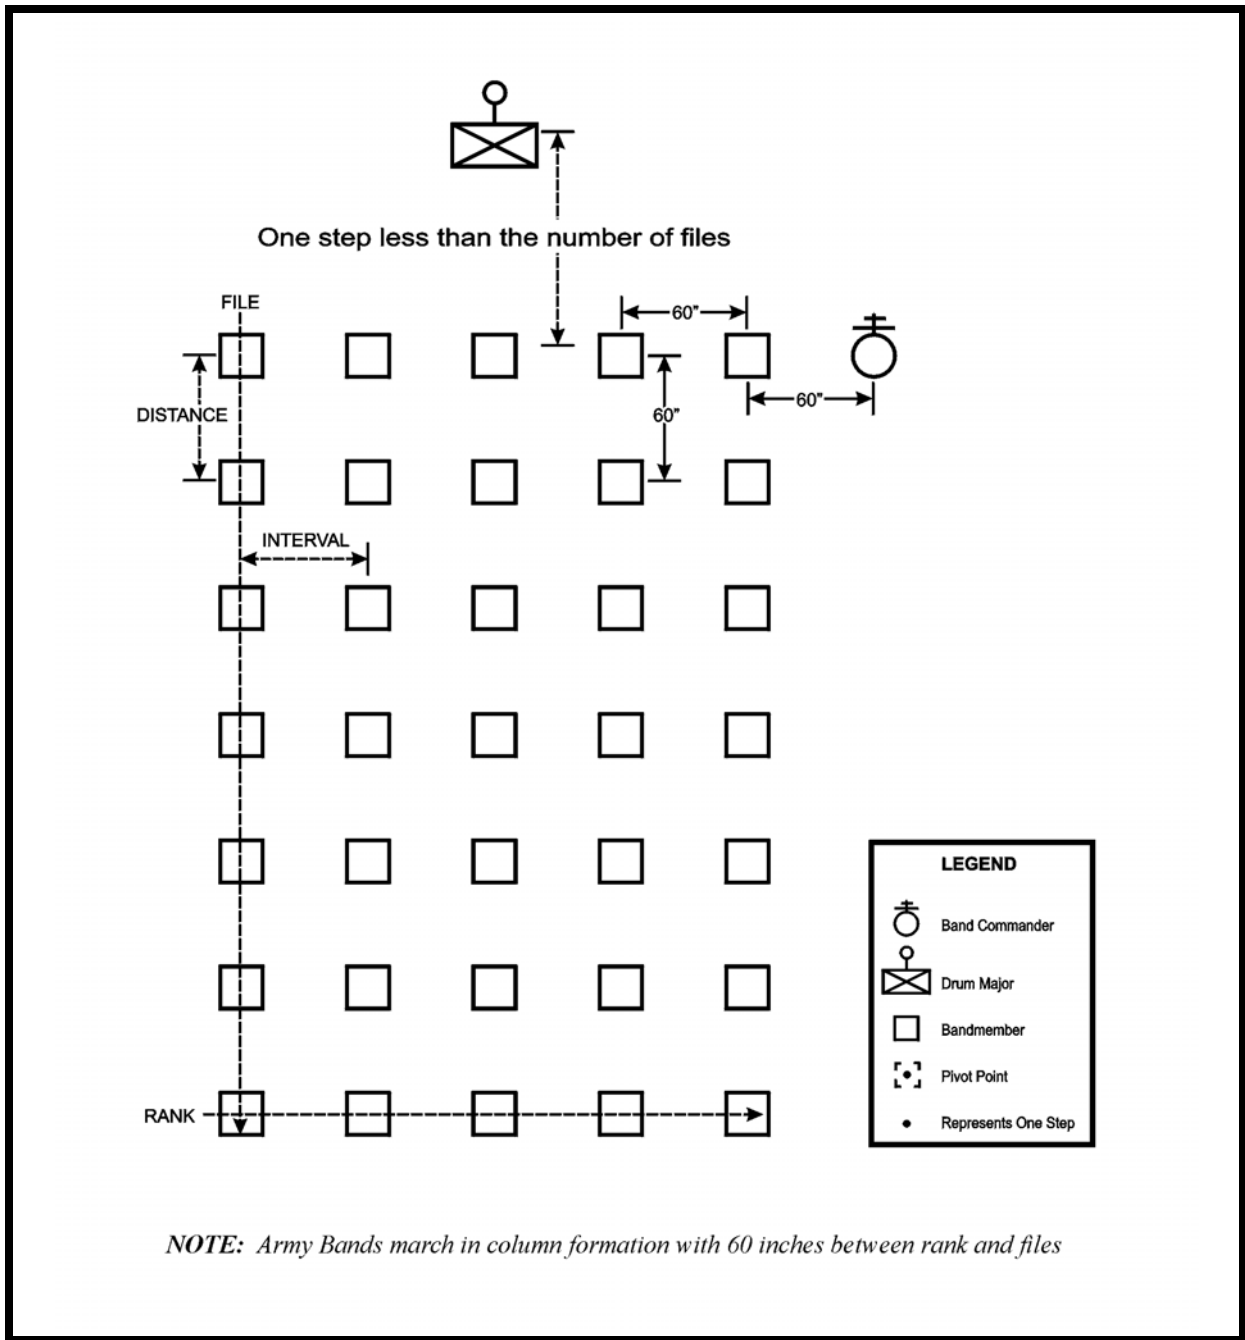 One step less than the number of files
FILE
60”
DISTANCE
60”
60”
INTERVAL
LEGEND
Band Commander
Drum Major
Bandmember
Pivot Point
Represents One Step
RANK
NOTE: Army Bands march in column formation with 60 inches between rank and files